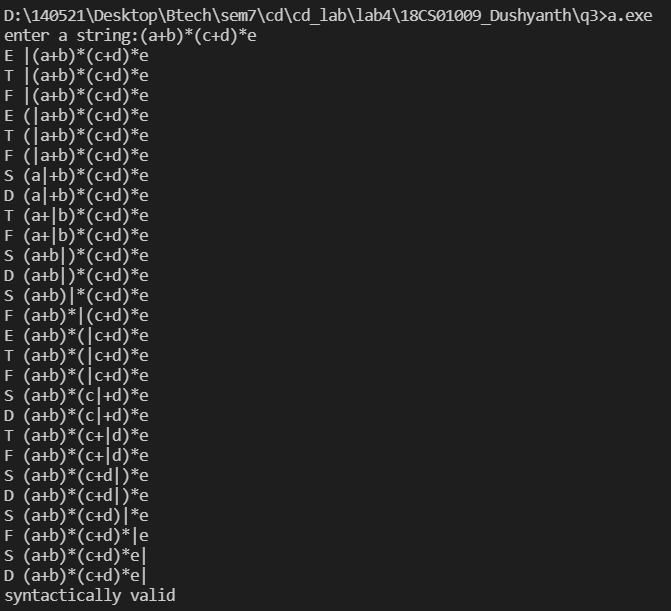 D:\140521\Desktop\Btech\sem7\cd\cd_lab\lab4\18CS01009_Dushyanth\q3>a.exe
enter a string:(a+b)*(c+d)*e
E |(a+b)*(c+d)*e
T |(a+b)*(c+d)*e
F |(a+b)*(c+d)*e
E (|a+b)*(c+d)*e
T (|a+b)*(c+d)*e
F (|a+b)*(c+d)*e
S (a|+b)*(c+d)*e
D (a|+b)*(c+d)*e
T (a+|b)*(c+d)*e
F (a+|b)*(c+d)*e
S (a+b|)*(c+d)*e
D (a+b|)*(c+d)*e
S (a+b)|*(c+d)*e
F (a+b)*|(c+d)*e
E (a+b)*(|c+d)*e
T (a+b)*(|c+d)*e
F (a+b)*(|c+d)*e
S (a+b)*(c|+d)*e
D (a+b)*(c|+d)*e
T (a+b)*(c+|d)*e
F (a+b)*(c+|d)*e
S (a+b)*(c+d|)*e
D (a+b)*(c+d|)*e
S (a+b)*(c+d)|*e
F (a+b)*(c+d)*|e
S (a+b)*(c+d)*e|
D (a+b)*(c+d)*e|
syntactically valid